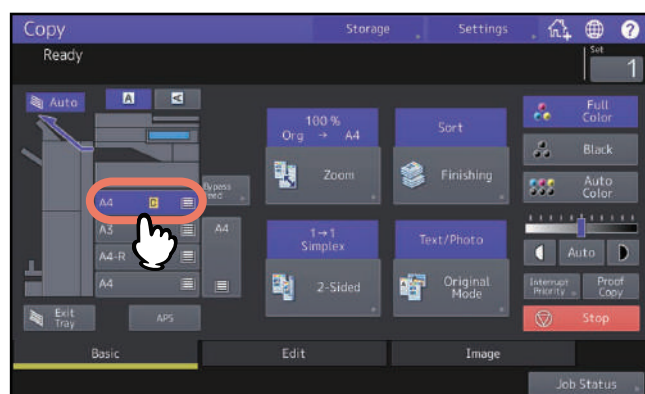 Copy
Storage
Settings
?
Ready
Set
1
Auto
A
A
100 %
Org → A4
Sort
Full
Color
Zoom
Finishing
Black
Bypass
Feed
Auto
Color
A4 C
A3
A4
A4-R
A4
1→1
Simplex
Text/Photo
Auto
2-Sided
Original
Mode
Interrupt
Priority
Proof
Copy
Exit
Tray
APS
Stop
Basic
Edit
Image
Job Status